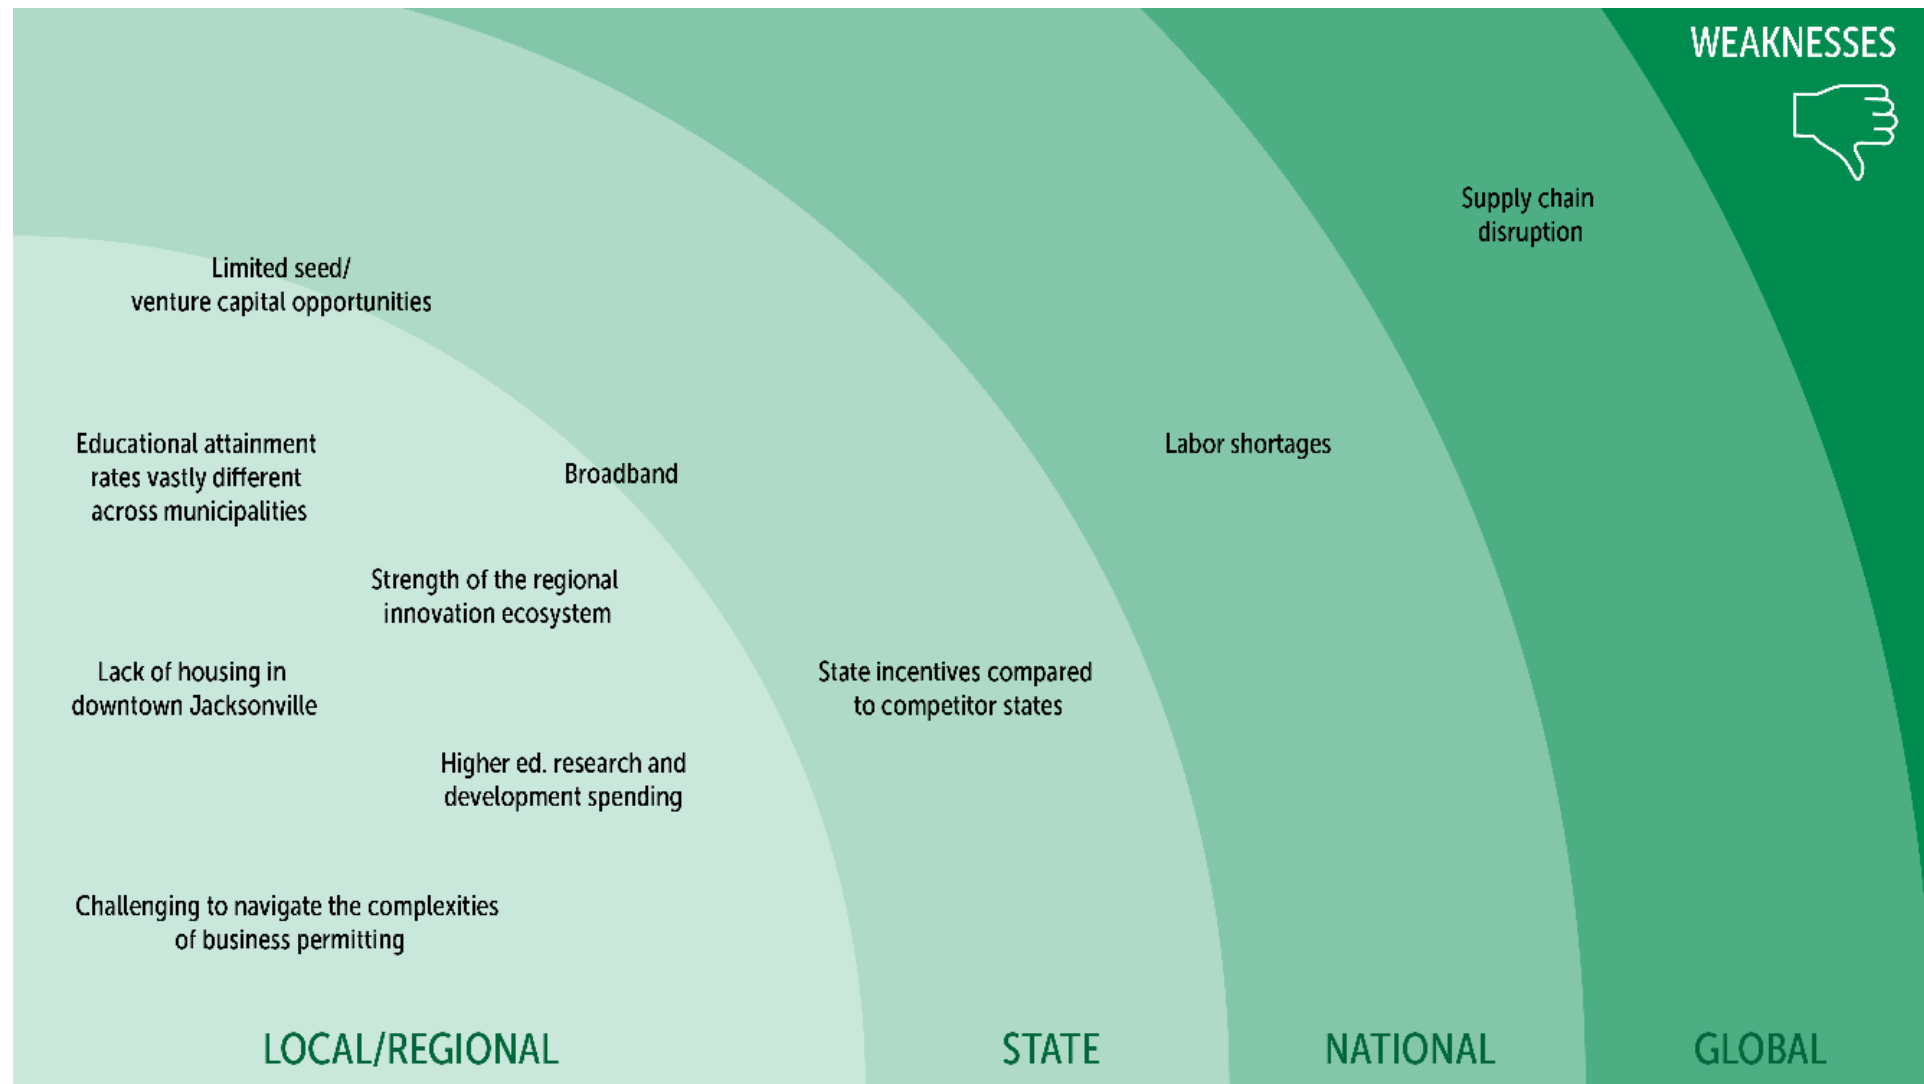 WEAKNESSES
Supply chain
disruption
Limited seed/
venture capital opportunities
Educational attainment
rates vastly different
across municipalities
Broadband
Labor shortages
Strength of the regional
innovation ecosystem
Lack of housing in
downtown Jacksonville
State incentives compared
to competitor states
Higher ed. research and
development spending
Challenging to navigate the complexities
of business permitting
LOCAL/REGIONAL
STATE
NATIONAL
GLOBAL